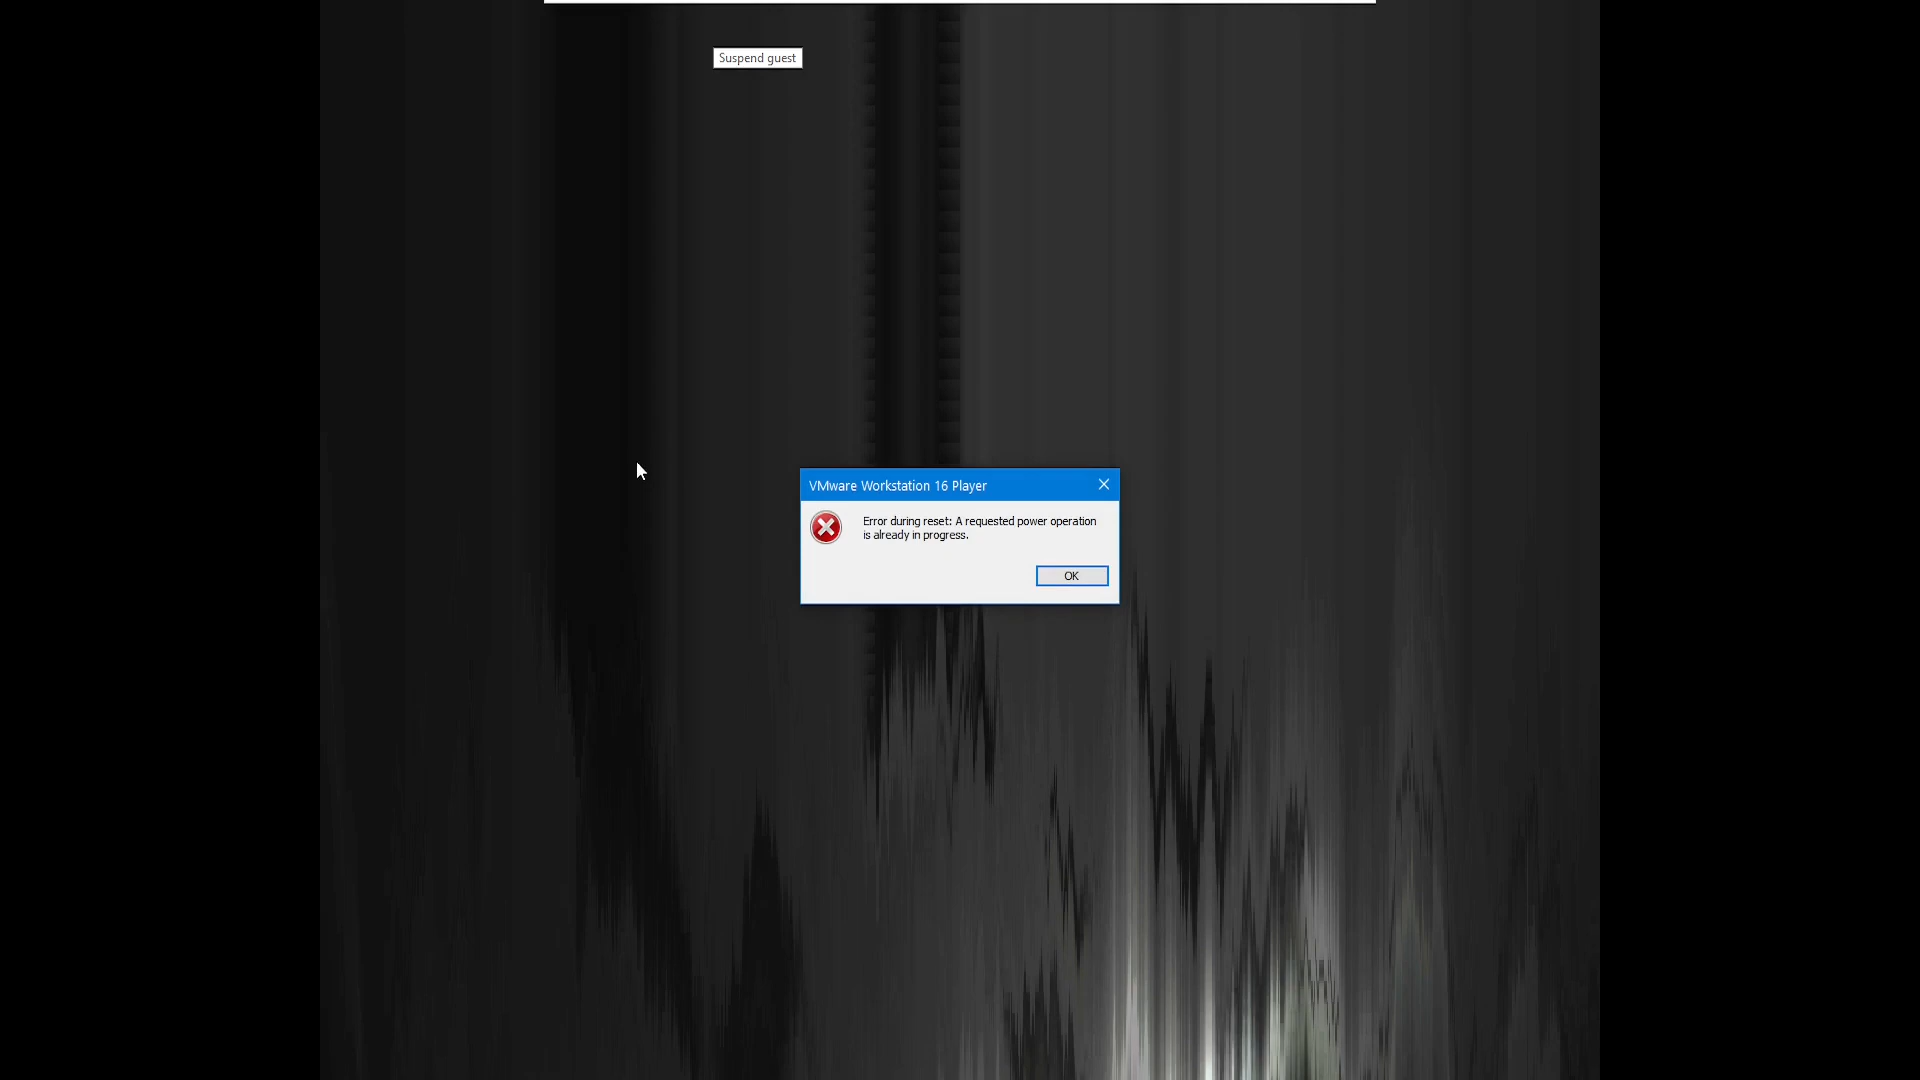 Suspend guest
VMware Workstation 16 Player
Error during reset: A requested power operation
is already in progress.
OK